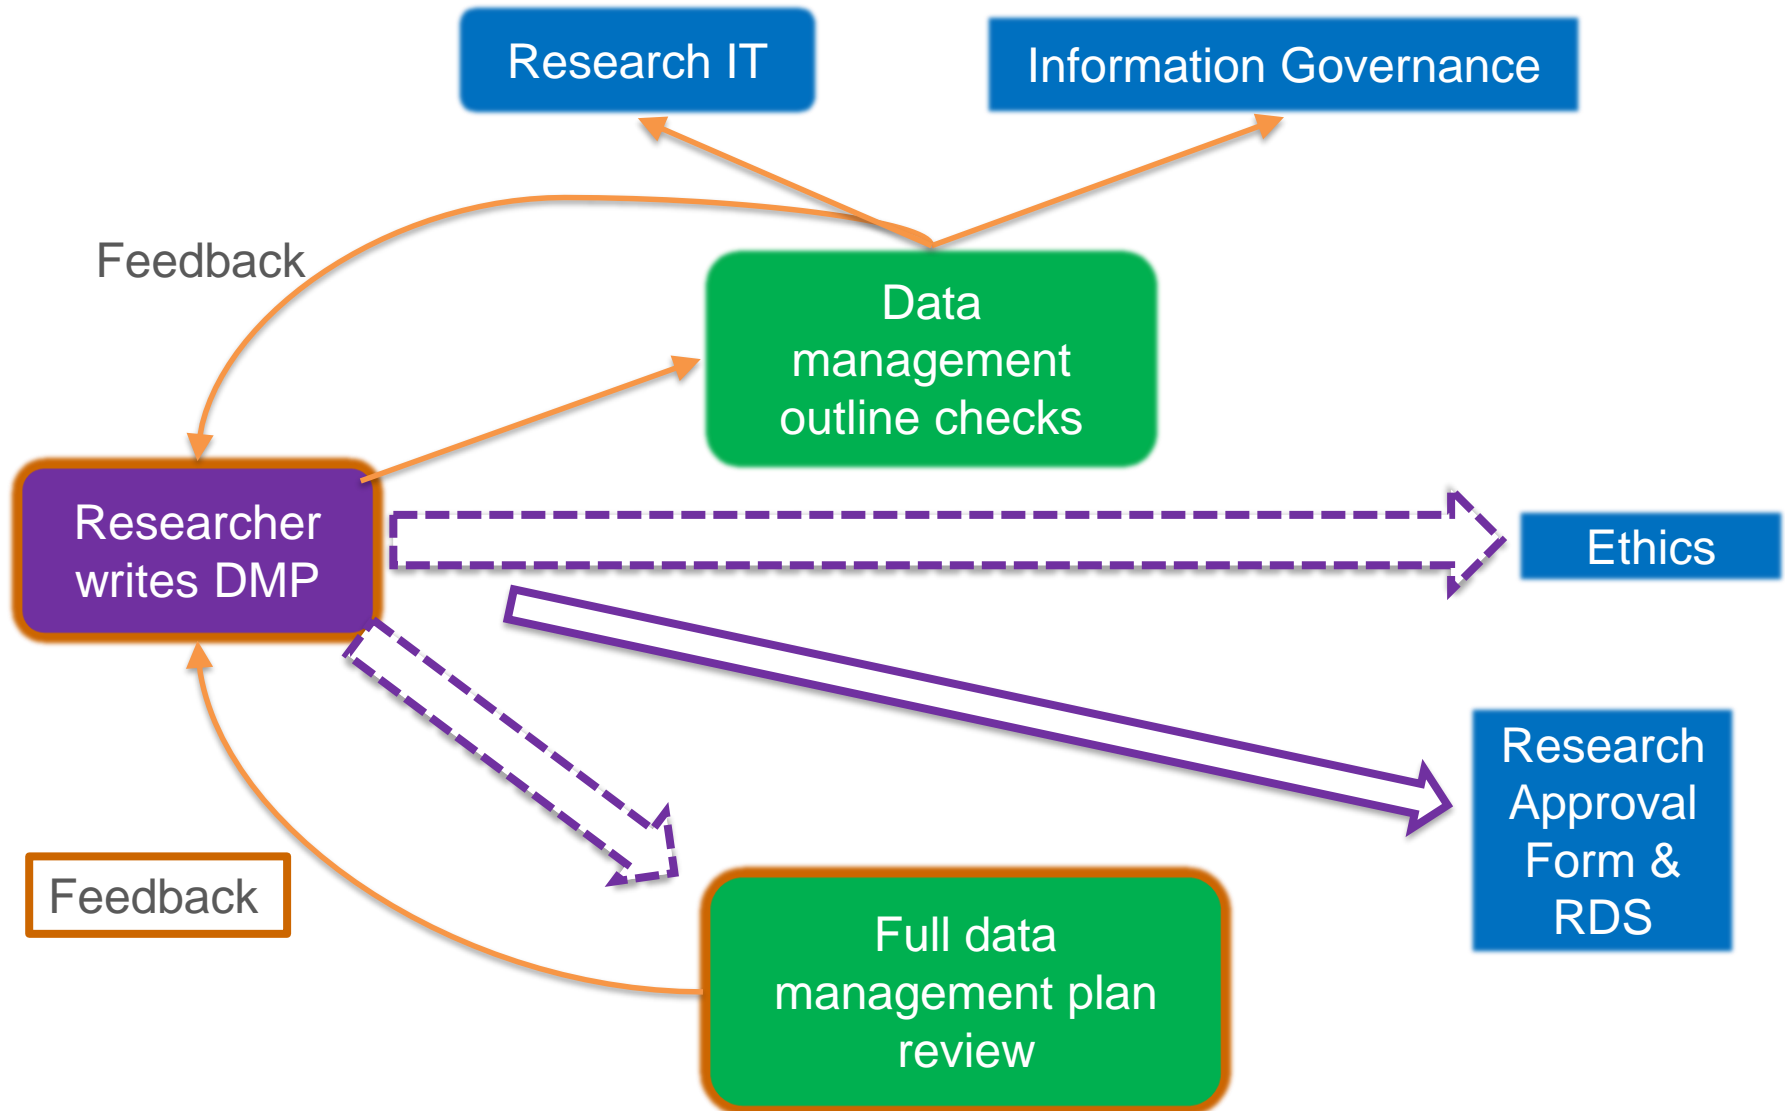 Research IT
Information Governance
Feedback
Data
management
outline checks
Researcher
writes DMP
Ethics
Research
Approval
Form &
RDS
Feedback
Full data
management plan
review